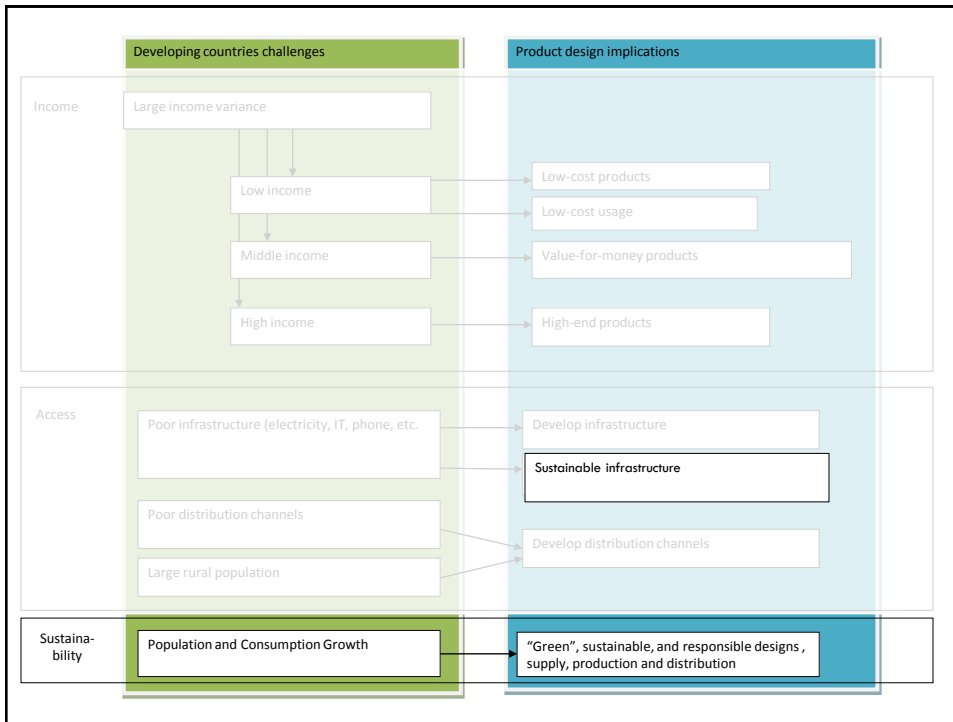 Developing countries challenges
Product design implications
Income
Large income variance
Low income
Low-cost products
Low-cost usage
Middle income
Value-for-money products
High income
High-end products
Access
Poor infrastructure (electricity, IT, phone, etc.
Develop infrastructure
Sustainable infrastructure
Poor distribution channels
Develop distribution channels
Large rural population
Sustaina-
bility
Population and Consumption Growth
“Green”, sustainable, and responsible designs ,
supply, production and distribution